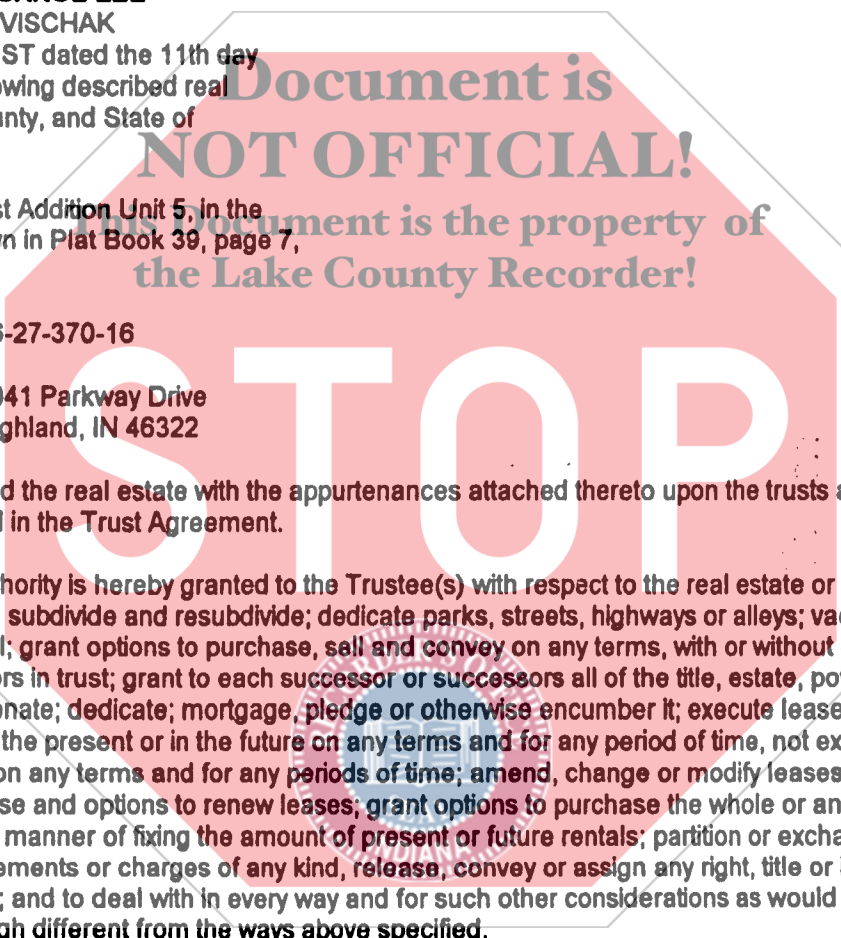 VISCHAK
ST dated the 11th day
owing described real
unty, and State of
Document is
NOT OFFICIAL!
This Document is the property of
the Lake County Recorder!
st Addition Unit 5, in the
n in Plat Book 39, page 7,
6-27-370-16
041 Parkway Drive
ghland, IN 46322
STOP
d the real estate with the appurtenances attached thereto upon the trusts a
in the Trust Agreement.
hority is hereby granted to the Trustee(s) with respect to the real estate or
subdivide and resubdivide; dedicate parks, streets, highways or alleys; va
l; grant options to purchase, sell and convey on any terms, with or without
rs in trust; grant to each successor or successors all of the title, estate, po
onate; dedicate; mortgage, pledge or otherwise encumber it; execute lease
the present or in the future on any terms and for any period of time, not ex
on any terms and for any periods of time; amend, change or modify leases
se and options to renew leases; grant options to purchase the whole or an
manner of fixing the amount of present or future rentals; partition or excha
ements or charges of any kind, release, convey or assign any right, title or
; and to deal with in every way and for such other considerations as would
gh different from the ways above specified.
RECORDER'S OFFICE
INDIANA